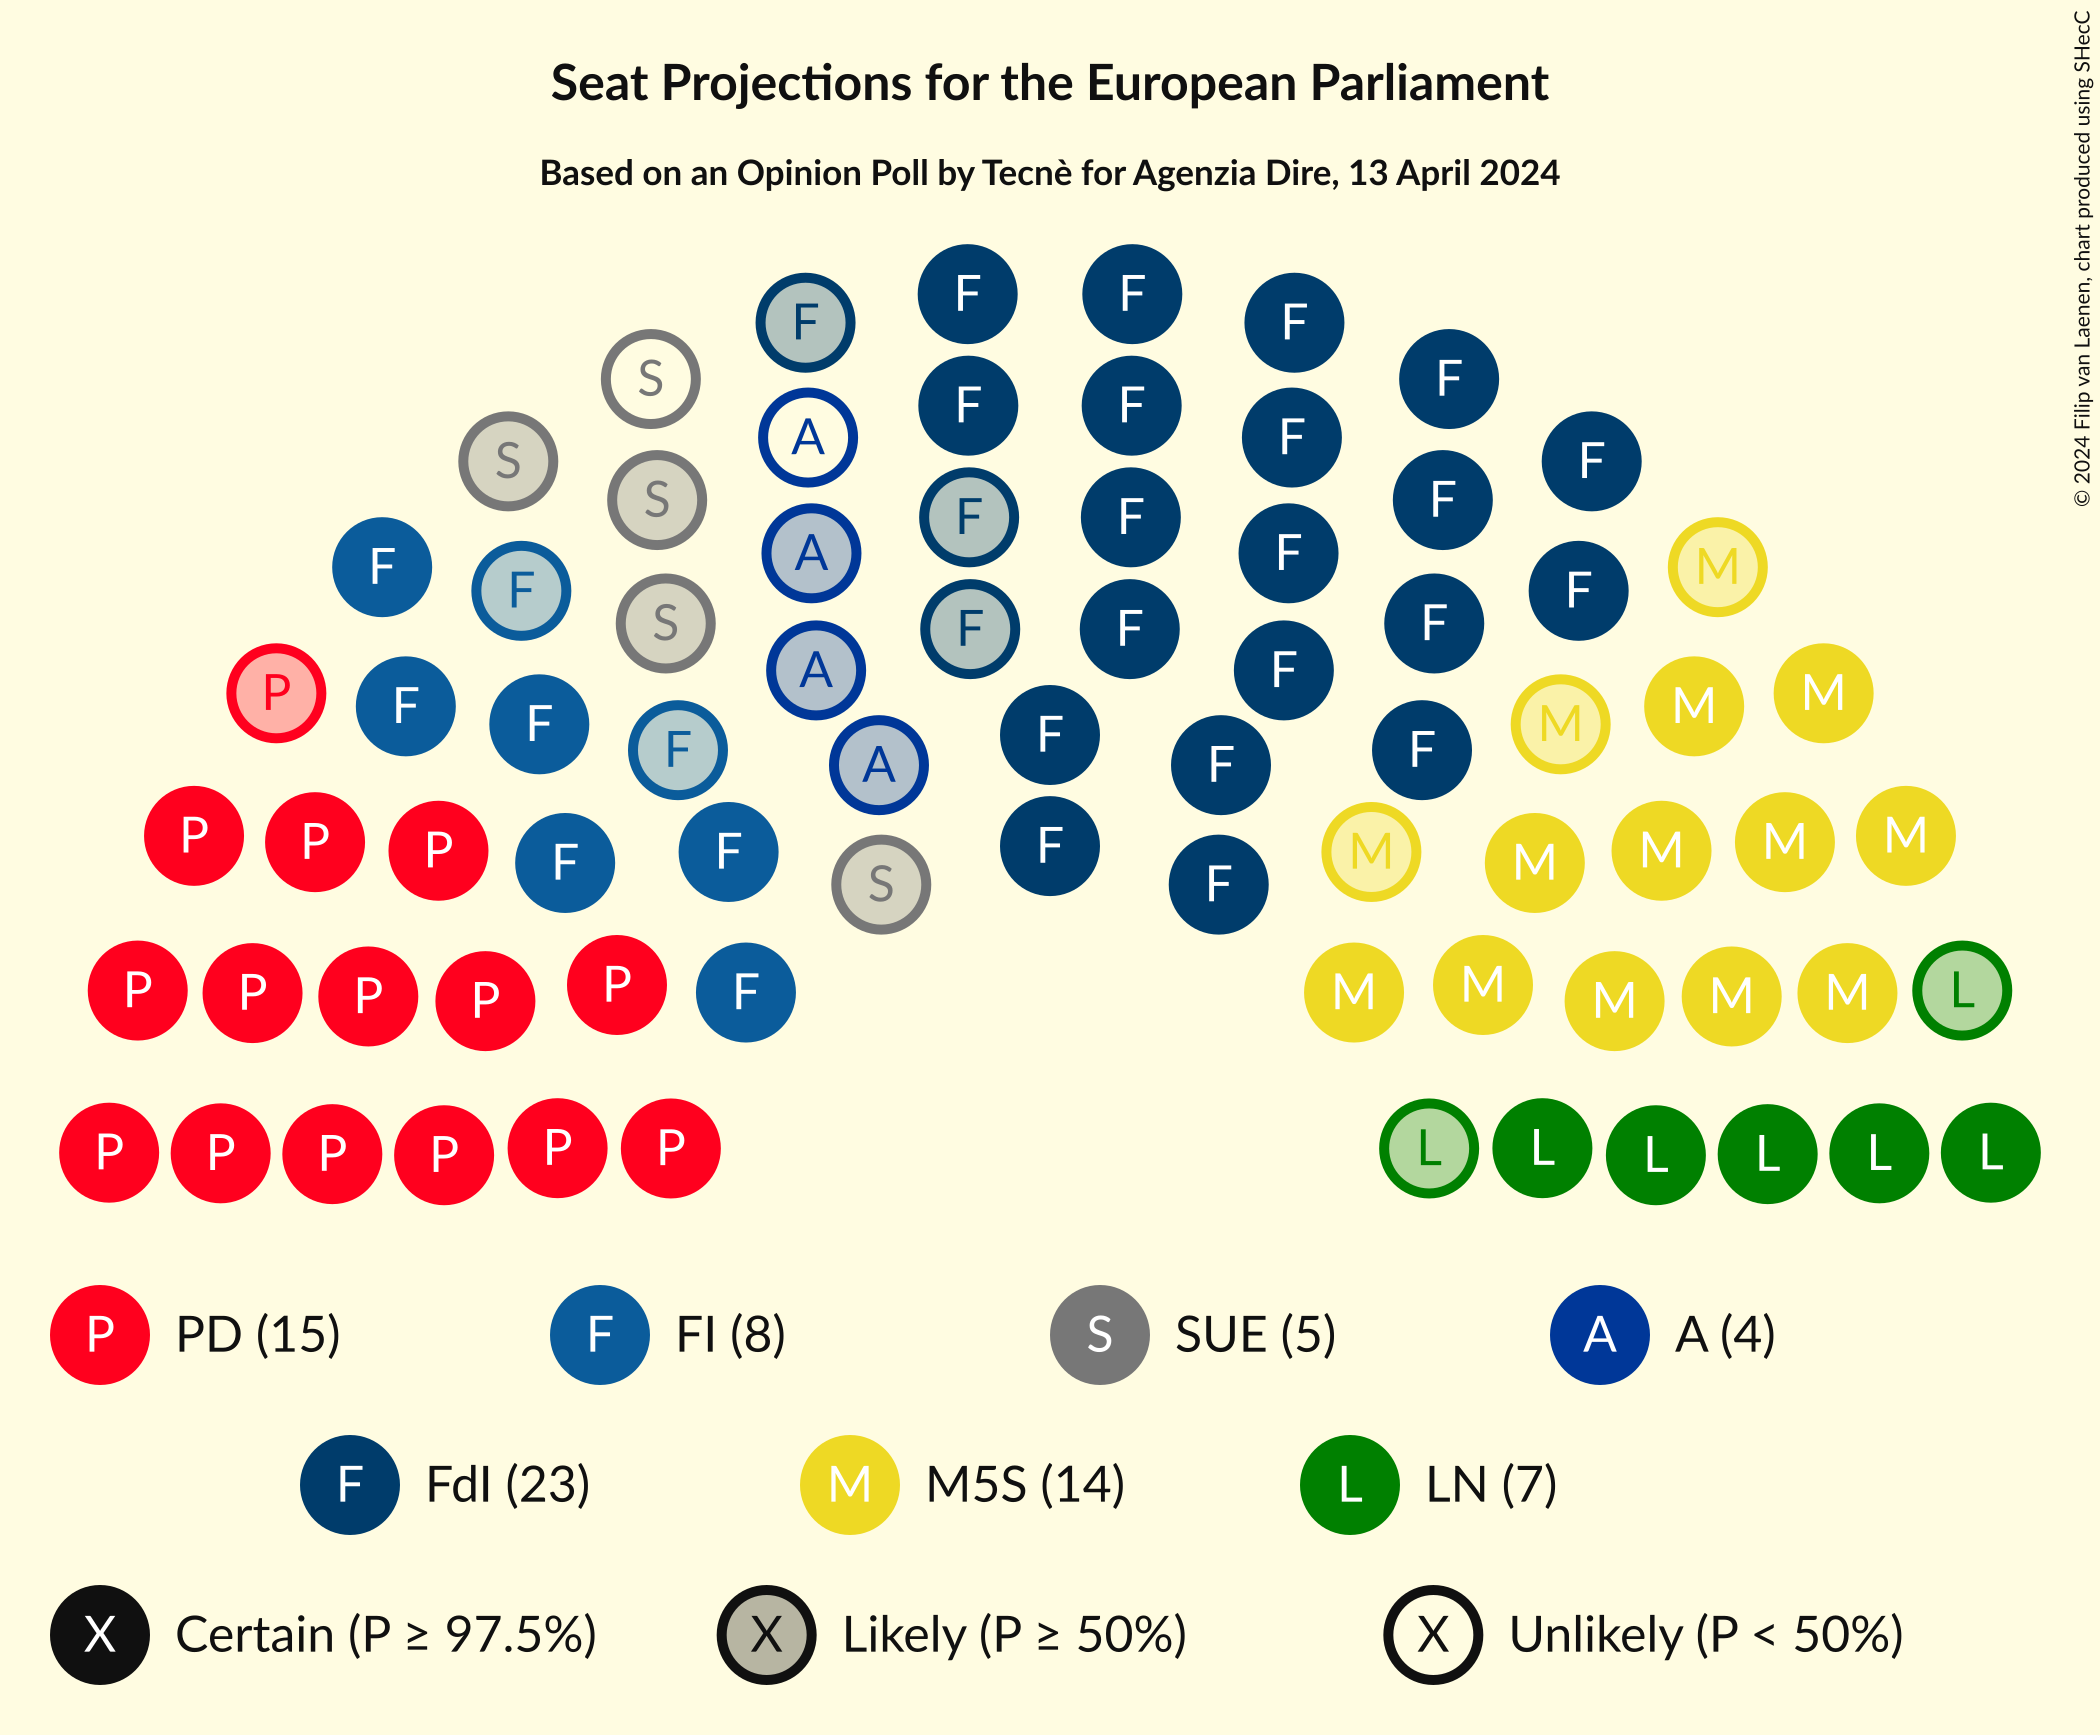 Seat Projections for the European Parliament
Based on an Opinion Poll by Tecnè for Agenzia Dire, 13 April 2024
© 2024 Filip van Laenen, chart produced using SHecC
F F
F F
S F
F F
A F
S F
S F
F F
A F
F M
F F
S F
F M
P A
F F M M
F M
F F
F A
P M
P P F F M M M
P F M M
S F
P P P P P F M M M M M L
P P P P P P L L L L L L
P PD (15) F FI (8) S SUE (5) A A (4)
F FdI (23) M M5S (14) L LN (7)
X Certain (P ≥ 97.5%) X Likely (P ≥ 50%) X Unlikely (P < 50%)